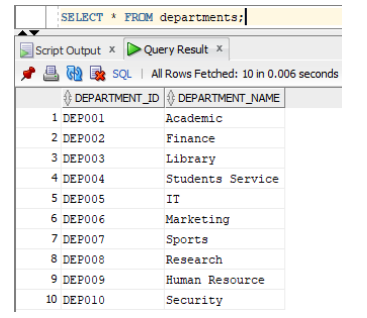 SELECT * FROM departments;
Script Output x Query Result x
SQL | All Rows Fetched: 10 in 0.006 seconds
DEPARTMENT_ID DEPARTMENT_NAME
1 DEP001 Academic
2 DEP002 Finance
3 DEP003 Library
4 DEP004 Students Service
5 DEP005 IT
6 DEP006 Marketing
7 DEP007 Sports
8 DEP008 Research
9 DEP009 Human Resource
10 DEP010 Security